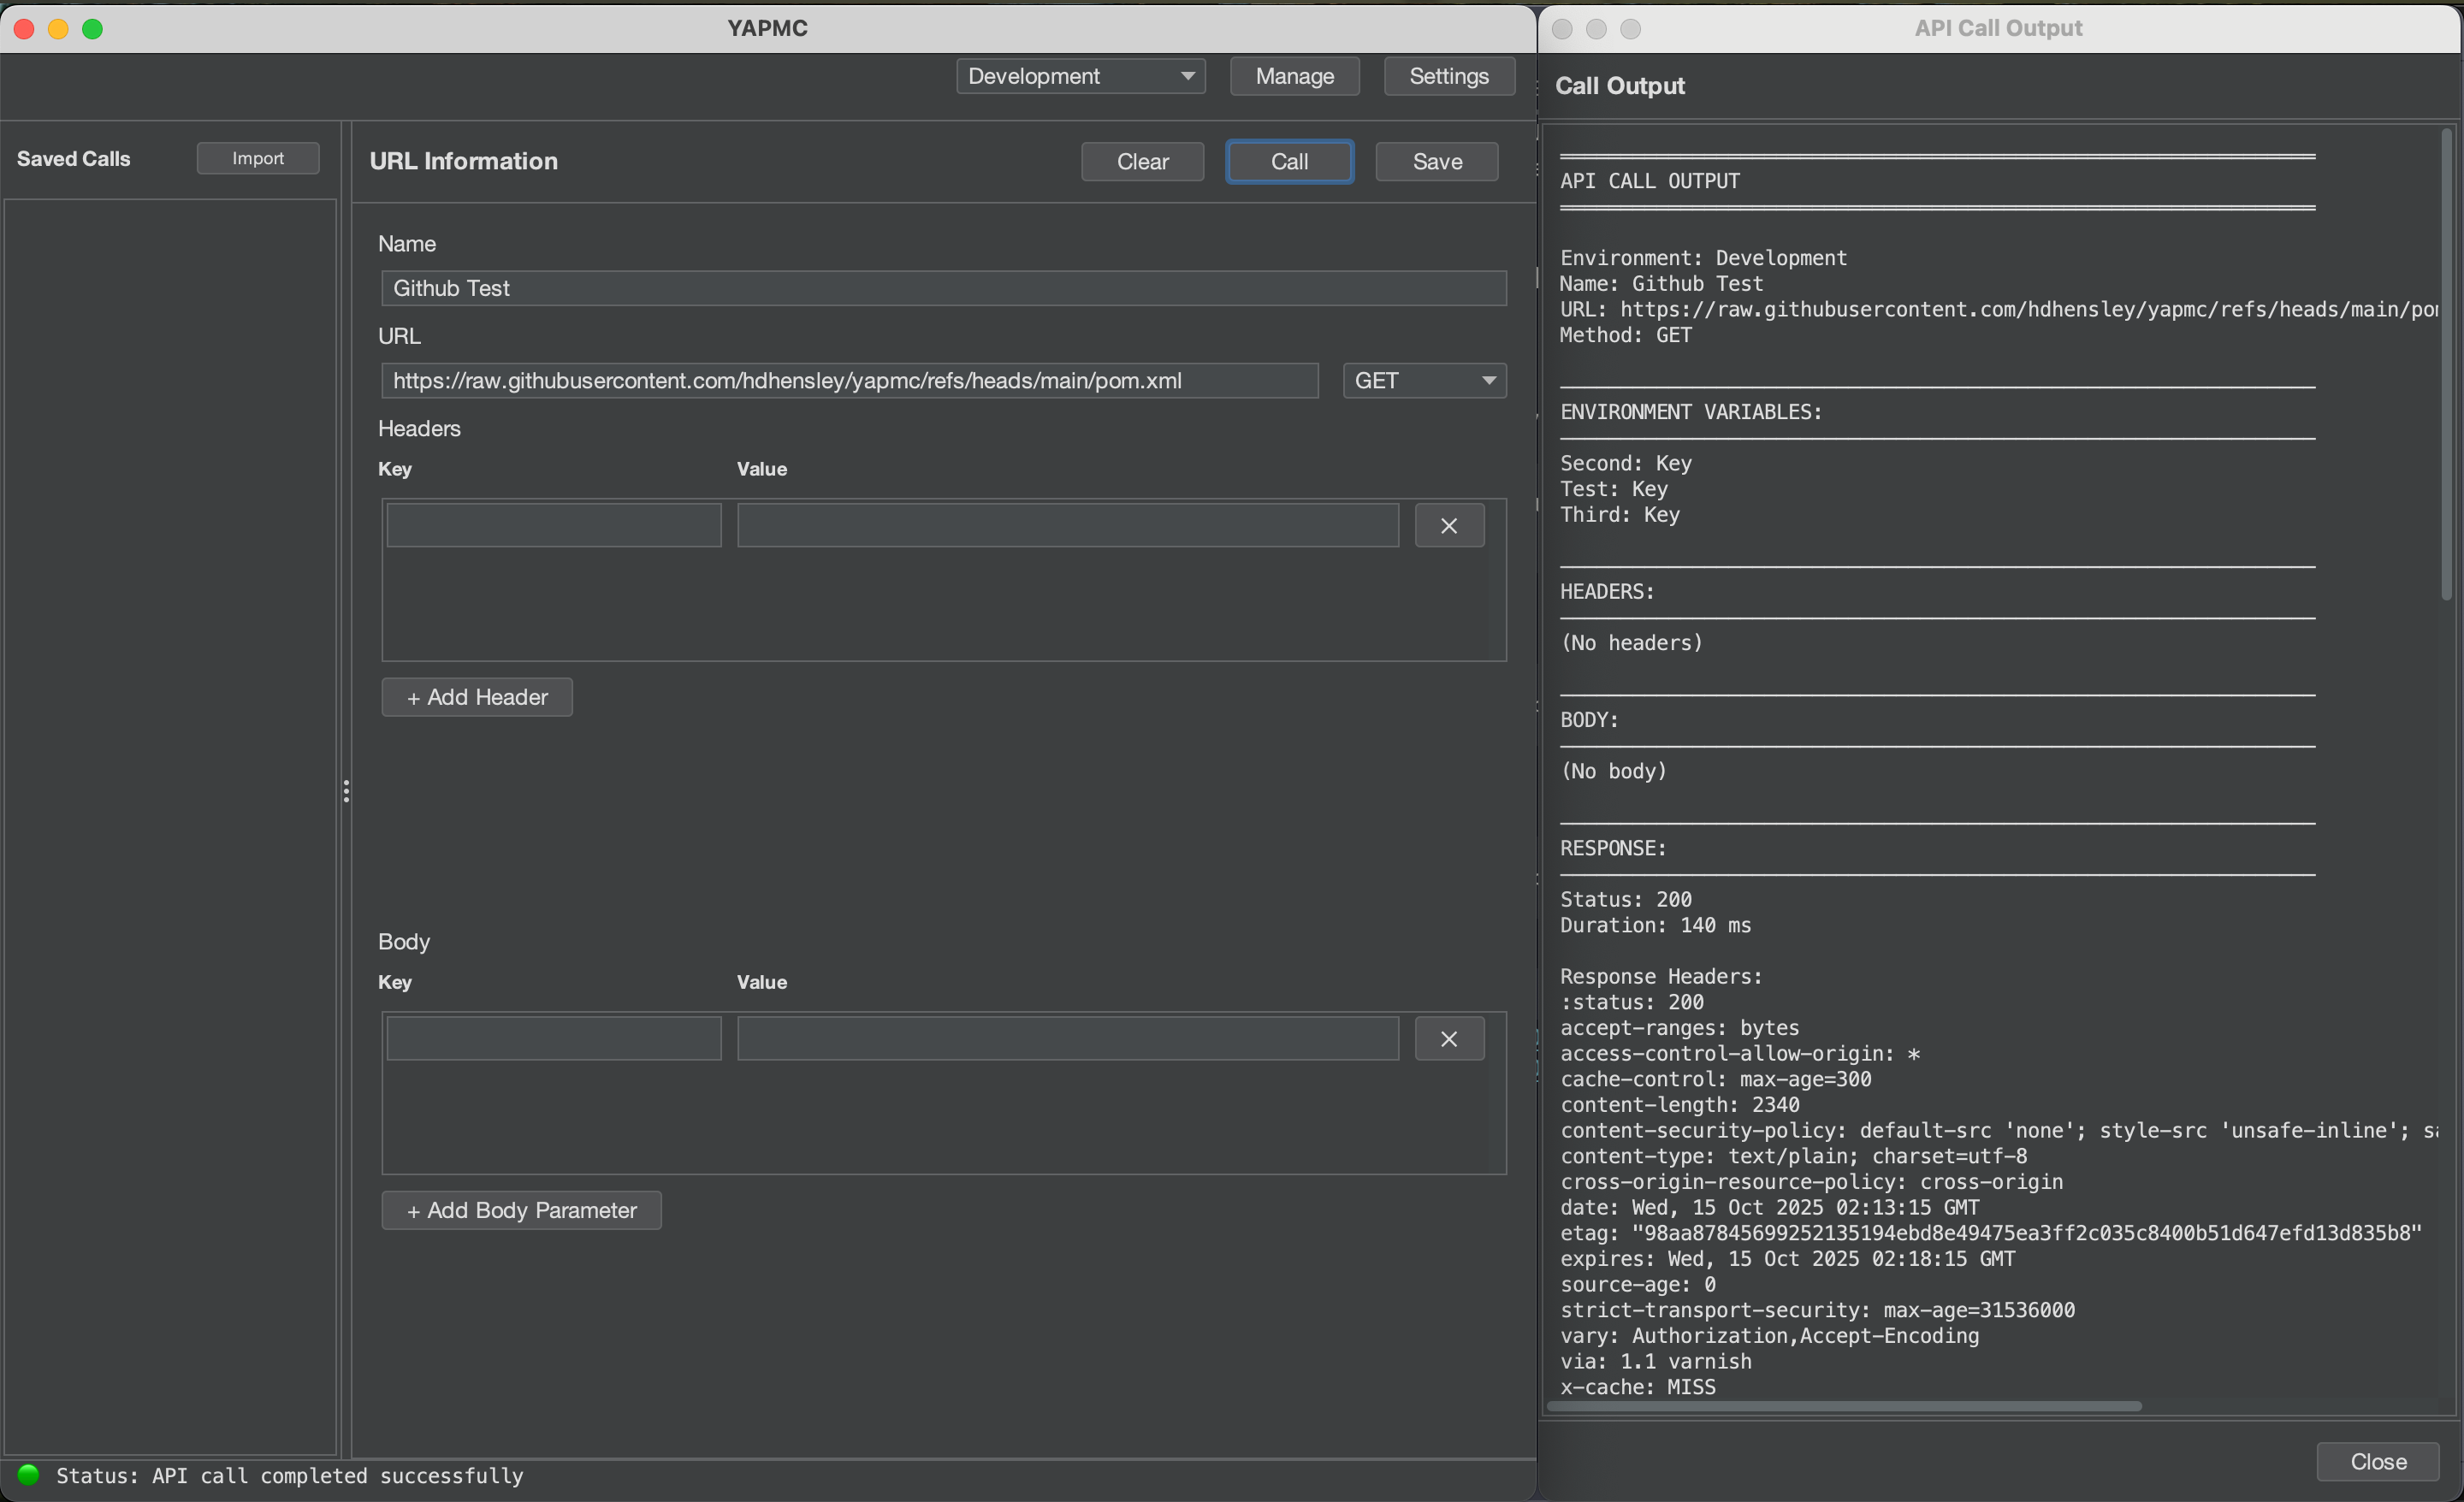 YAPMC
Development
Manage
Settings
Saved Calls
Import
URL Information
Clear
Call
Save
Name
Github Test
URL
https://raw.githubusercontent.com/hdhensley/yapmc/refs/heads/main/pom.xml
GET
Headers
Key Value
+ Add Header
Body
Key Value
+ Add Body Parameter
Status: API call completed successfully
API Call Output
Call Output
API CALL OUTPUT
Environment: Development
Name: Github Test
URL: https://raw.githubusercontent.com/hdhensley/yapmc/refs/heads/main/po
Method: GET
ENVIRONMENT VARIABLES:
Second: Key
Test: Key
Third: Key
HEADERS:
(No headers)
BODY:
(No body)
RESPONSE:
Status: 200
Duration: 140 ms
Response Headers:
:status: 200
accept-ranges: bytes
access-control-allow-origin: *
cache-control: max-age=300
content-length: 2340
content-security-policy: default-src 'none'; style-src 'unsafe-inline'; s
content-type: text/plain; charset=utf-8
cross-origin-resource-policy: cross-origin
date: Wed, 15 Oct 2025 02:13:15 GMT
etag: "98aa87845699252135194ebd8e49475ea3ff2c035c8400b51d647efd13d835b8"
expires: Wed, 15 Oct 2025 02:18:15 GMT
source-age: 0
strict-transport-security: max-age=31536000
vary: Authorization,Accept-Encoding
via: 1.1 varnish
x-cache: MISS
Close